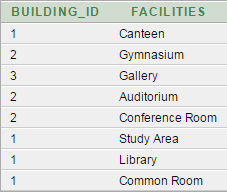 BUILDING_ID FACILITIES
1 Canteen
2 Gymnasium
3 Gallery
2 Auditorium
2 Conference Room
1 Study Area
1 Library
1 Common Room